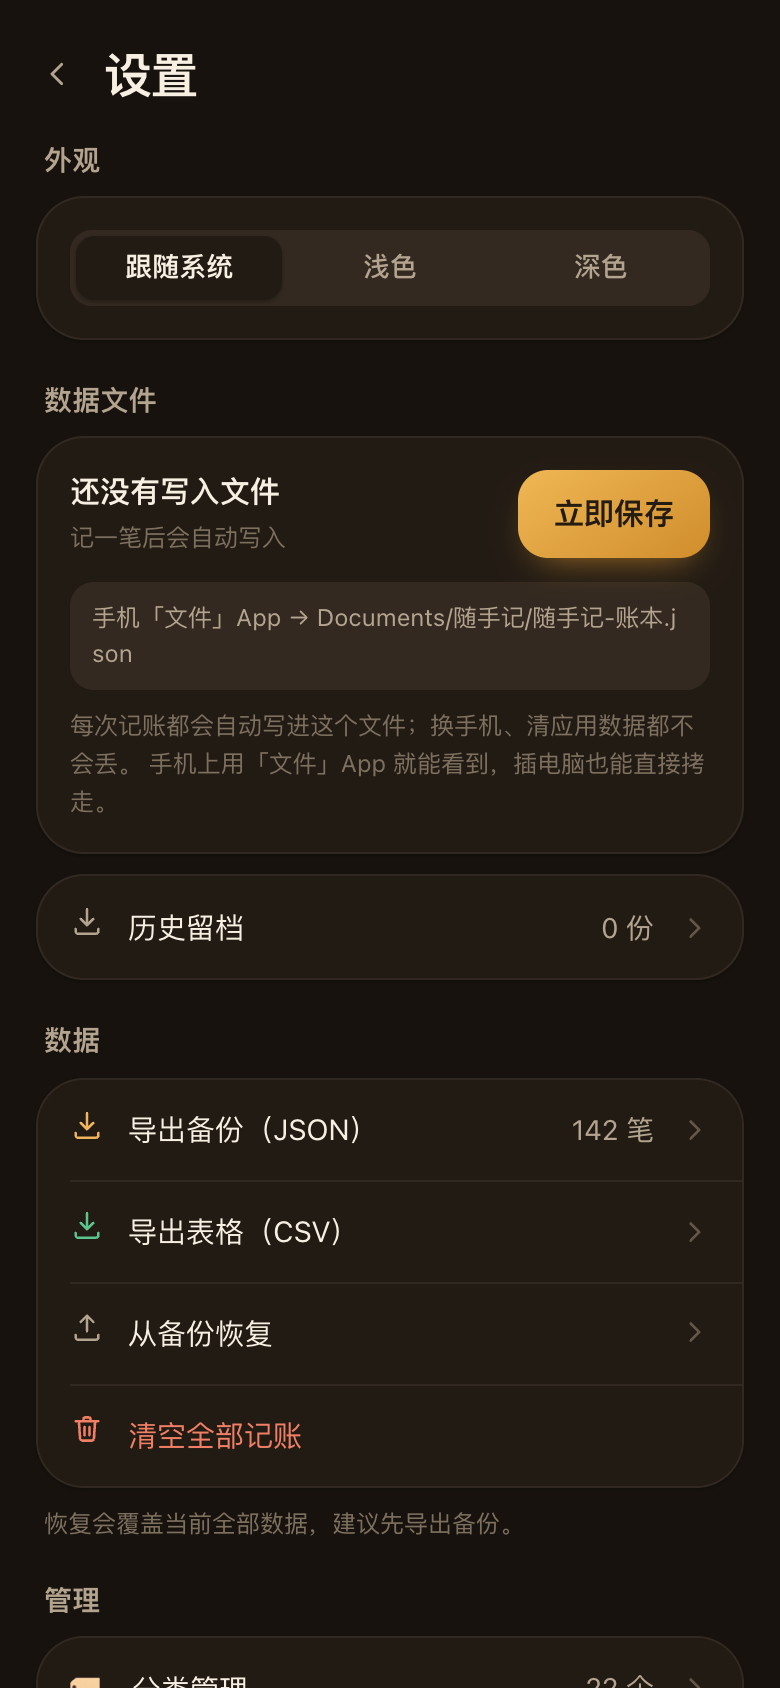 设置
外观
跟随系统
浅色
深色
数据文件
还没有写入文件
立即保存
记一笔后会自动写入
手机「文件」App → Documents/随手记/随手记-账本.j
son
每次记账都会自动写进这个文件；换手机、清应用数据都不
会丢。 手机上用「文件」App 就能看到，插电脑也能直接拷
走。
历史留档
0 份
数据
导出备份（JSON）
142 笔
导出表格（CSV）
从备份恢复
清空全部记账
恢复会覆盖当前全部数据，建议先导出备份。
管理
分类管理
22 个